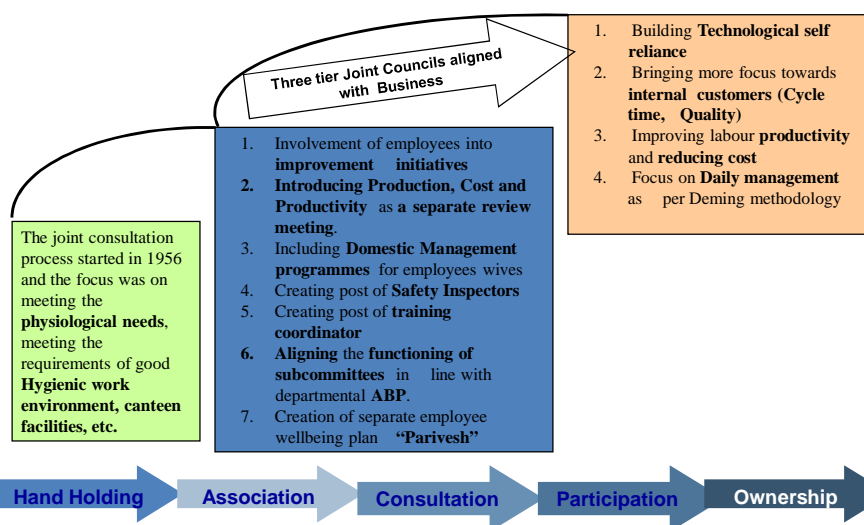 Three tier Joint Councils aligned
with Business
The joint consultation
process started in 1956
and the focus was on
meeting the
physiological needs,
meeting the
requirements of good
Hygienic work
environment, canteen
facilities, etc.
1. Involvement of employees into
improvement initiatives
2. Introducing Production, Cost and
Productivity as a separate review
meeting.
3. Including Domestic Management
programmes for employees wives
4. Creating post of Safety Inspectors
5. Creating post of training
coordinator
6. Aligning the functioning of
subcommittees in line with
departmental ABP.
7. Creation of separate employee
wellbeing plan “Parivesh”
1. Building Technological self
reliance
2. Bringing more focus towards
internal customers (Cycle
time, Quality)
3. Improving labour productivity
and reducing cost
4. Focus on Daily management
as per Deming methodology
Hand Holding
Association
Consultation
Participation
Ownership